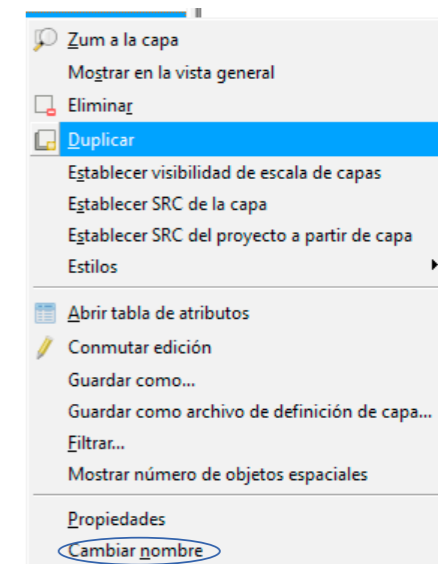 Zum a la capa
Mostrar en la vista general
Eliminar
Duplicar
Establecer visibilidad de escala de capas
Establecer SRC de la capa
Establecer SRC del proyecto a partir de capa
Estilos
Abrir tabla de atributos
Conmutar edición
Guardar como...
Guardar como archivo de definición de capa...
Filtrar...
Mostrar número de objetos espaciales
Propiedades
Cambiar nombre